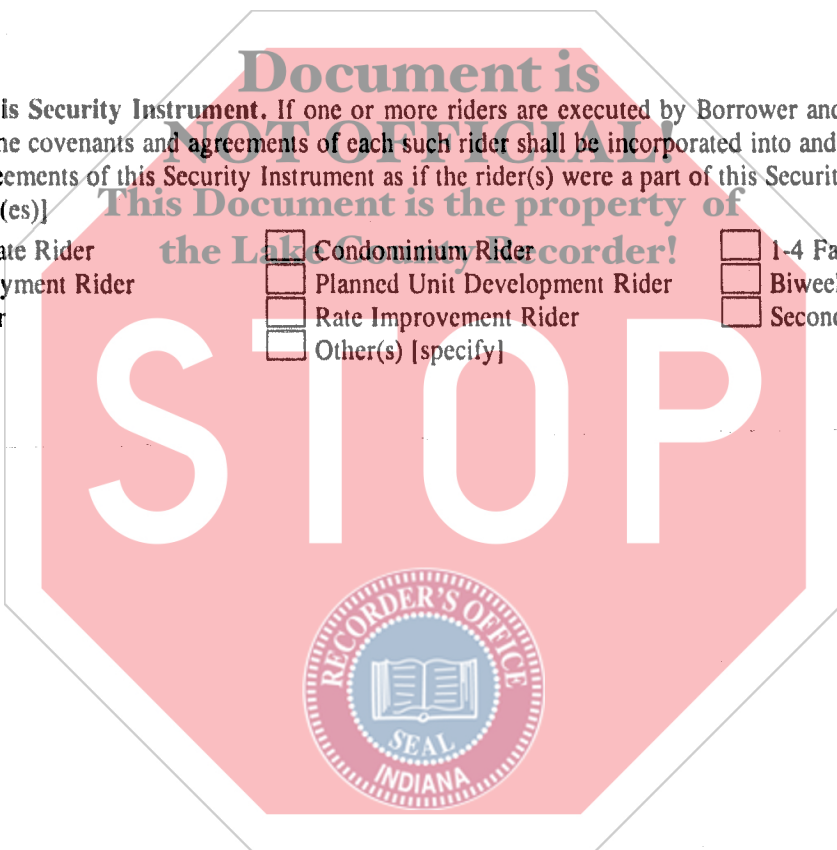 Document is
is Security Instrument. If one or more riders are executed by Borrower and
NOT OFFICIAL!
he covenants and agreements of each such rider shall be incorporated into and
eements of this Security Instrument as if the rider(s) were a part of this Securit
This Document is the property of
(es)]
the Lake County Recorder!
ate Rider Condominium Rider 1-4 Fa
yment Rider Planned Unit Development Rider Biweel
r Rate Improvement Rider Second
Other(s) [specify]
STOP
RECORDER'S OFFICE
SEAL
INDIANA